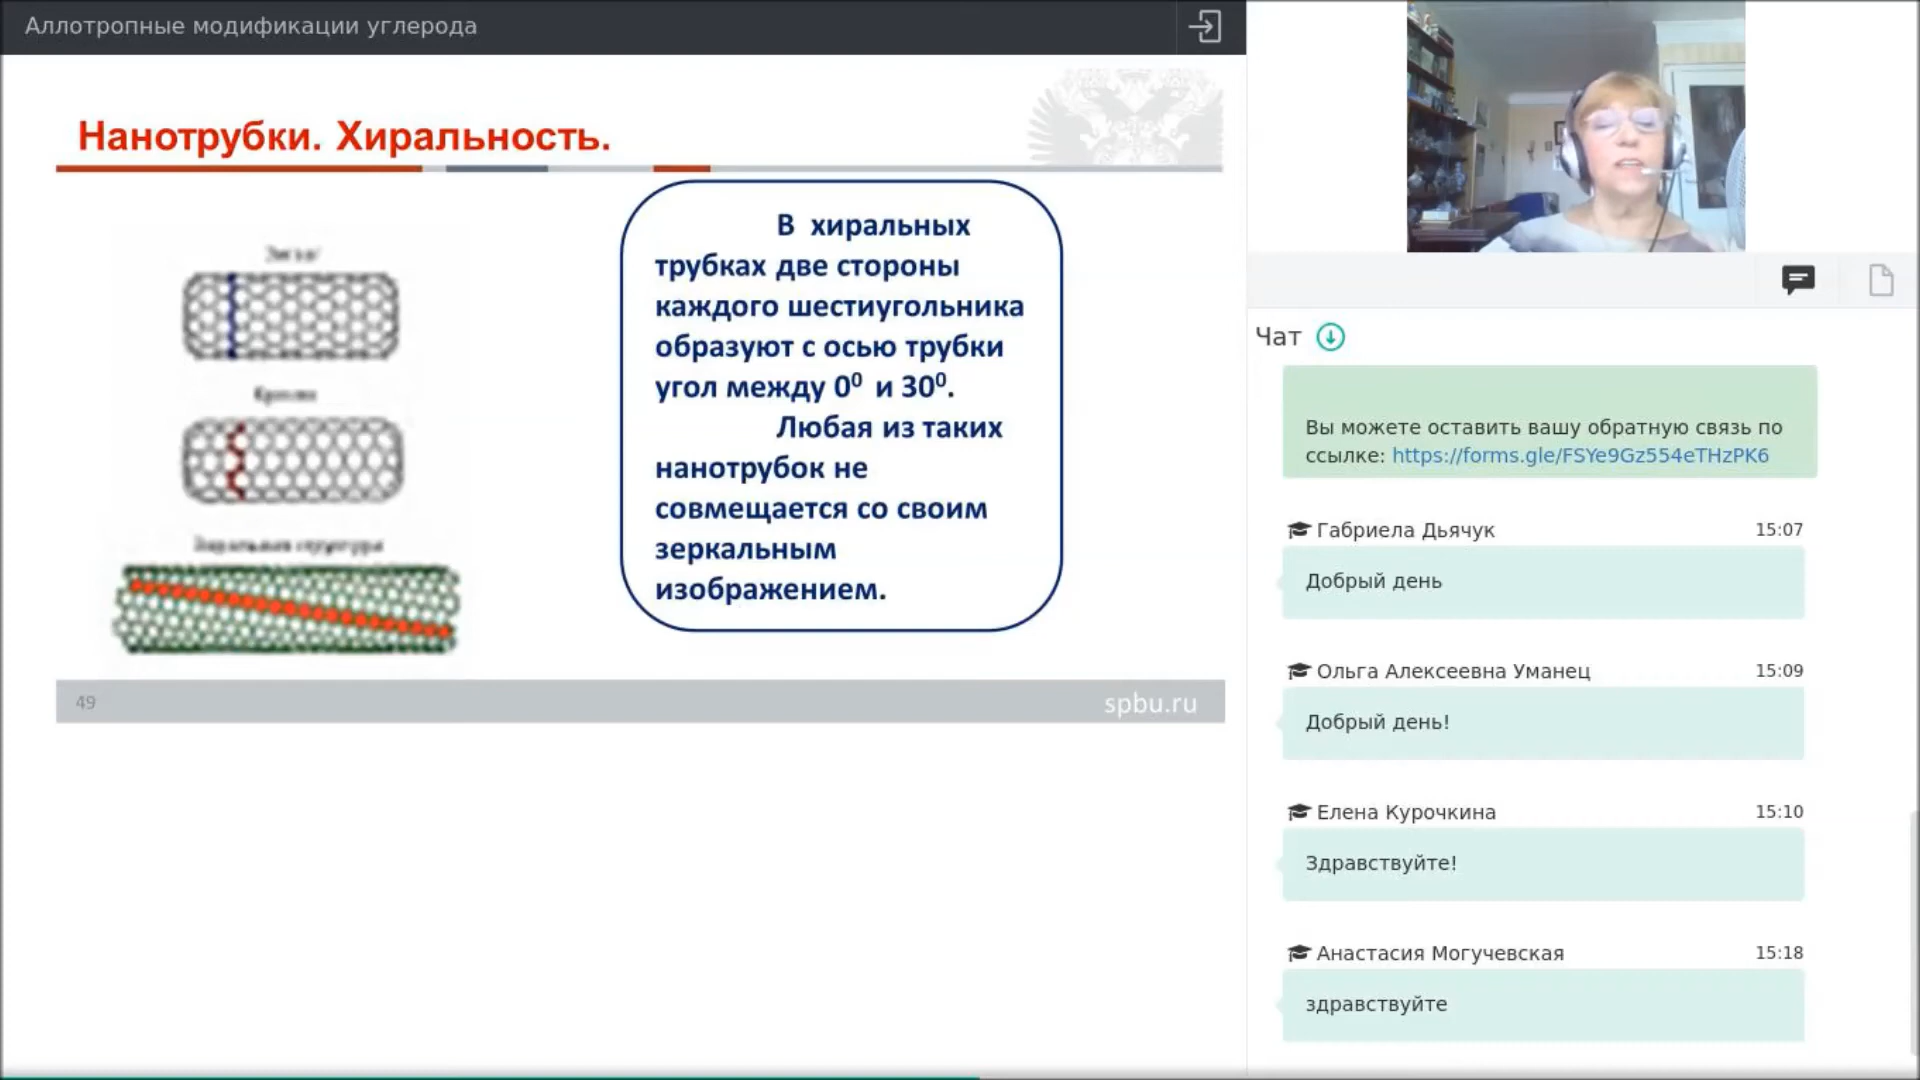 Аллотропные модификации углерода
Нанотрубки. Хиральность.
В хиральных
трубках две стороны
каждого шестиугольника
образуют с осью трубки
угол между 0⁰ и 30⁰.
Любая из таких
нанотрубок не
совмещается со своим
зеркальным
изображением.
49
spbu.ru
Чат
Вы можете оставить вашу обратную связь по
ссылке: https://forms.gle/FSYe9Gz554eTHzPK6
Габриела Дьячук 15:07
Добрый день
Ольга Алексеевна Уманец 15:09
Добрый день!
Елена Курочкина 15:10
Здравствуйте!
Анастасия Могучевская 15:18
здравствуйте